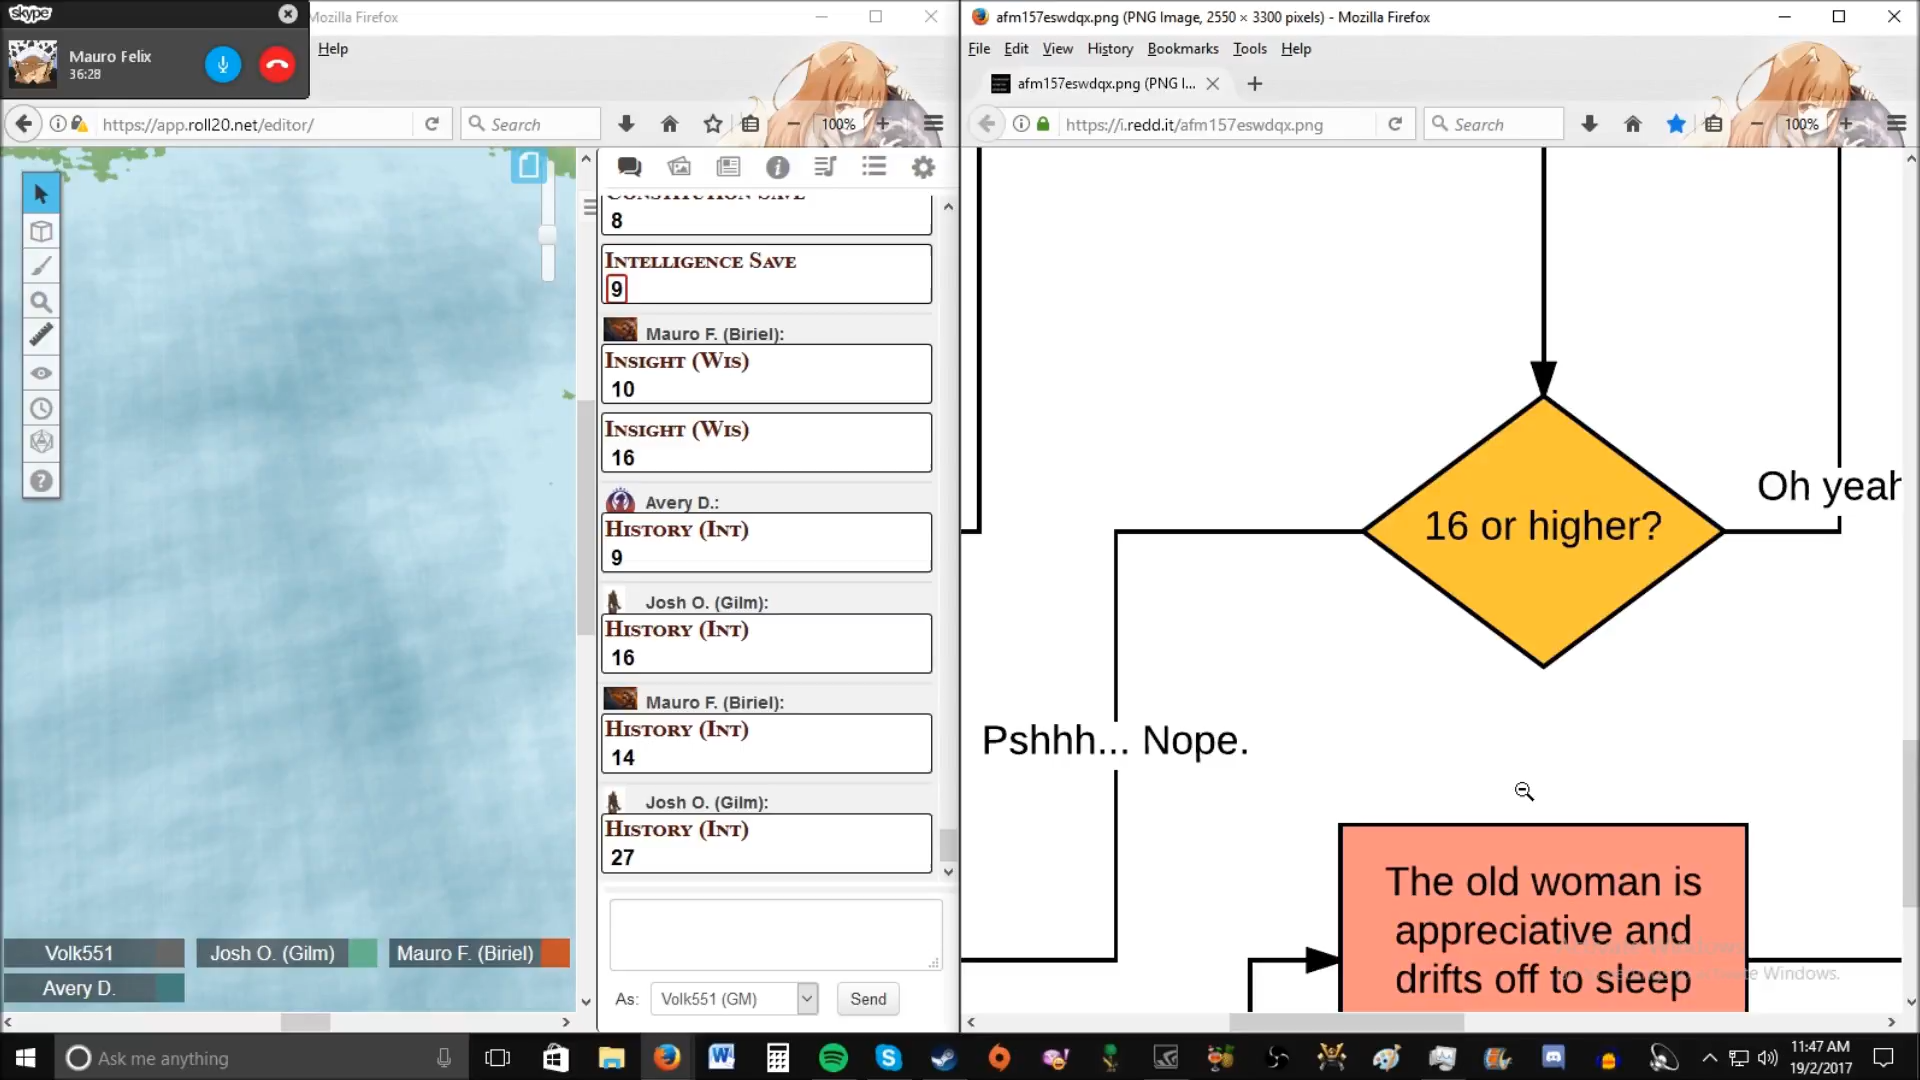 skype
Mauro Felix
36:28
Mozilla Firefox
Help
https://app.roll20.net/editor/
Search
100%
8
Intelligence Save
9
Mauro F. (Biriel):
Insight (Wis)
10
Insight (Wis)
16
Avery D.:
History (Int)
9
Josh O. (Gilm):
History (Int)
16
Mauro F. (Biriel):
History (Int)
14
Josh O. (Gilm):
History (Int)
27
Volk551
Josh O. (Gilm)
Mauro F. (Biriel)
Avery D.
As:
Volk551 (GM)
Send
afm157eswdqx.png (PNG Image, 2550 × 3300 pixels) - Mozilla Firefox
File Edit View History Bookmarks Tools Help
afm157eswdqx.png (PNG I...
https://i.redd.it/afm157eswdqx.png
Search
100%
16 or higher?
Oh yeah
Pshhh... Nope.
The old woman is
appreciative and
drifts off to sleep
Ask me anything
11:47 AM
19/2/2017